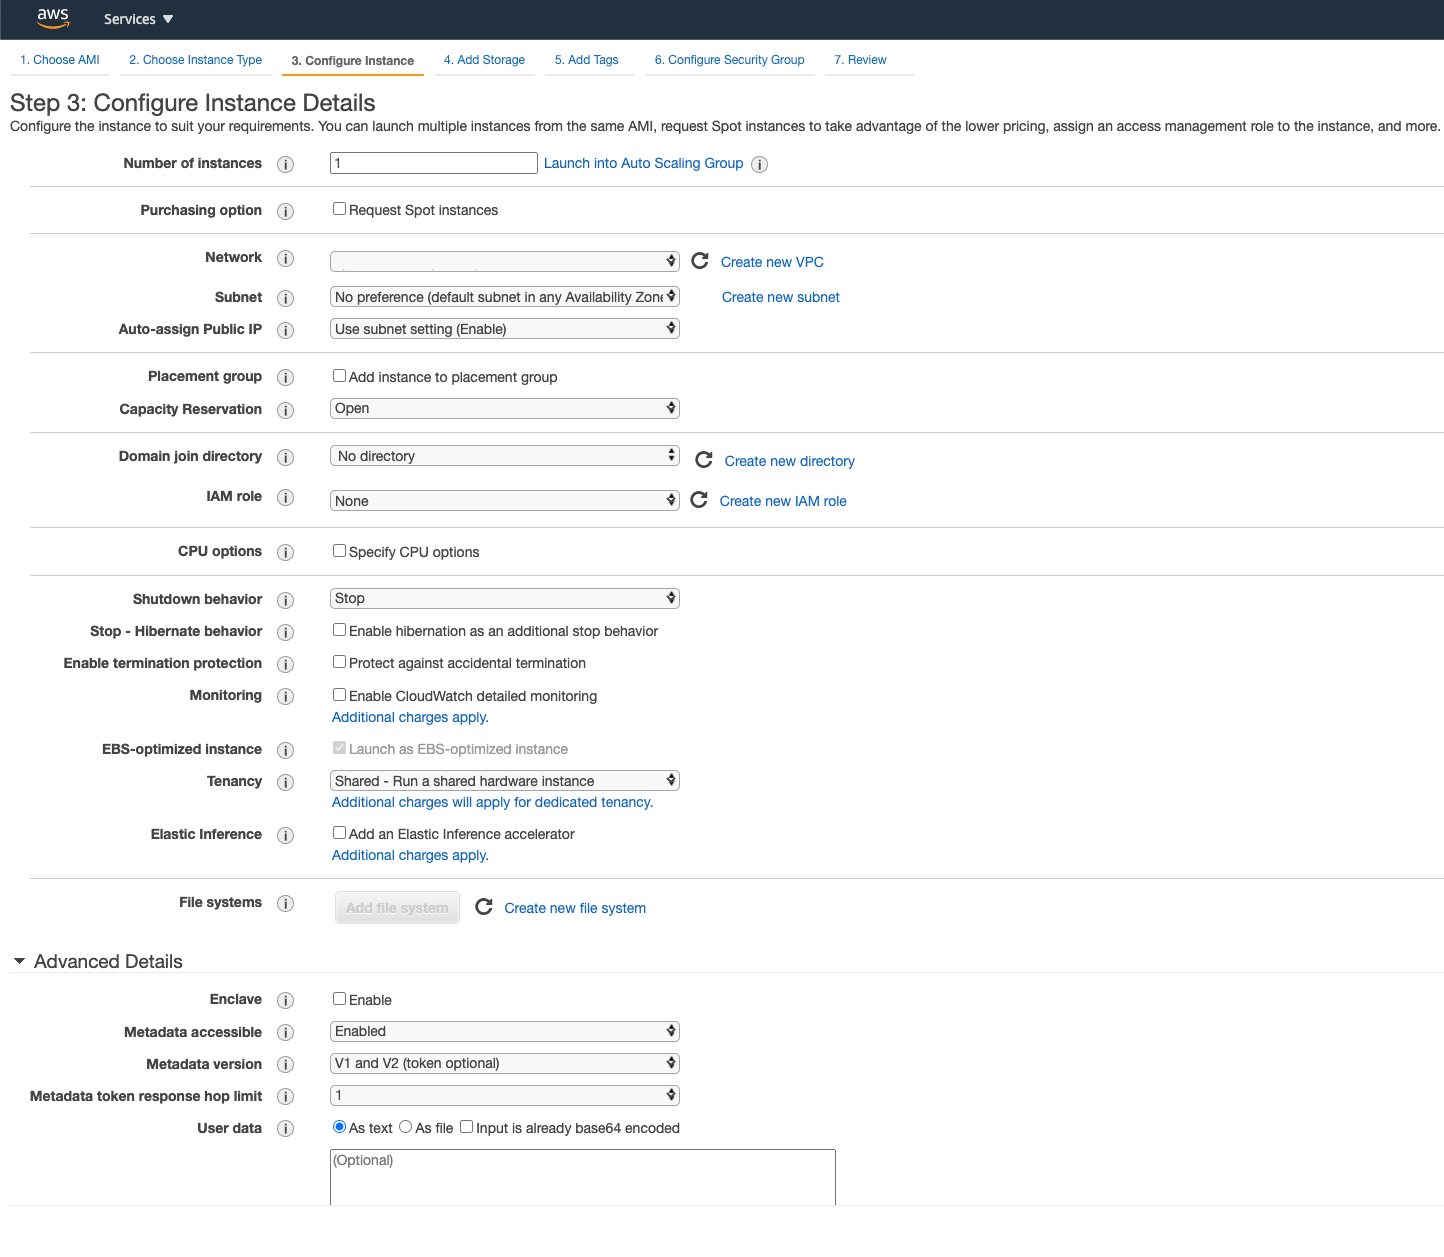 aws Services
1. Choose AMI 2. Choose Instance Type 3. Configure Instance 4. Add Storage 5. Add Tags 6. Configure Security Group 7. Review
Step 3: Configure Instance Details
Configure the instance to suit your requirements. You can launch multiple instances from the same AMI, request Spot instances to take advantage of the lower pricing, assign an access management role to the instance, and more.
Number of instances i 1 Launch into Auto Scaling Group i
Purchasing option i Request Spot instances
Network i Create new VPC
Subnet i No preference (default subnet in any Availability Zone Create new subnet
Auto-assign Public IP i Use subnet setting (Enable)
Placement group i Add instance to placement group
Capacity Reservation i Open
Domain join directory i No directory Create new directory
IAM role i None Create new IAM role
CPU options i Specify CPU options
Shutdown behavior i Stop
Stop - Hibernate behavior i Enable hibernation as an additional stop behavior
Enable termination protection i Protect against accidental termination
Monitoring i Enable CloudWatch detailed monitoring
Additional charges apply.
EBS-optimized instance i Launch as EBS-optimized instance
Tenancy i Shared - Run a shared hardware instance
Additional charges will apply for dedicated tenancy.
Elastic Inference i Add an Elastic Inference accelerator
Additional charges apply.
File systems i Add file system Create new file system
Advanced Details
Enclave i Enable
Metadata accessible i Enabled
Metadata version i V1 and V2 (token optional)
Metadata token response hop limit i 1
User data i As text As file Input is already base64 encoded
(Optional)